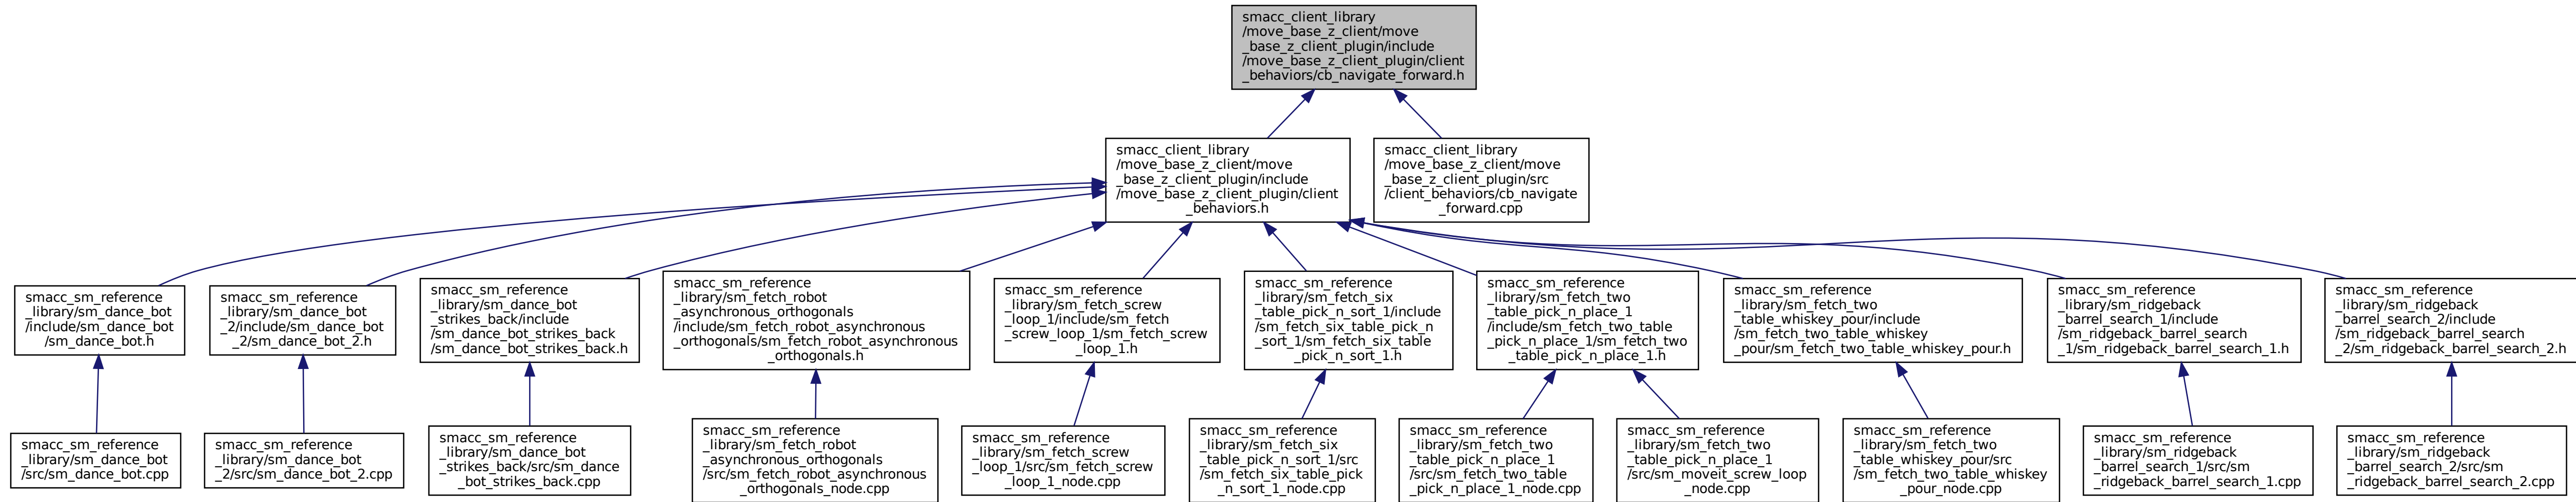 smacc_client_library
/move_base_z_client/move
_base_z_client_plugin/include
/move_base_z_client_plugin/client
_behaviors/cb_navigate_forward.h
smacc_client_library
/move_base_z_client/move
_base_z_client_plugin/include
/move_base_z_client_plugin/client
_behaviors.h
smacc_client_library
/move_base_z_client/move
_base_z_client_plugin/src
/client_behaviors/cb_navigate
_forward.cpp
smacc_sm_reference
_library/sm_dance_bot
/include/sm_dance_bot
/sm_dance_bot.h
smacc_sm_reference
_library/sm_dance_bot
_2/include/sm_dance_bot
_2/sm_dance_bot_2.h
smacc_sm_reference
_library/sm_dance_bot
_strikes_back/include
/sm_dance_bot_strikes_back
/sm_dance_bot_strikes_back.h
smacc_sm_reference
_library/sm_fetch_robot
_asynchronous_orthogonals
/include/sm_fetch_robot_asynchronous
_orthogonals/sm_fetch_robot_asynchronous
_orthogonals.h
smacc_sm_reference
_library/sm_fetch_screw
_loop_1/include/sm_fetch
_screw_loop_1/sm_fetch_screw
_loop_1.h
smacc_sm_reference
_library/sm_fetch_six
_table_pick_n_sort_1/include
/sm_fetch_six_table_pick_n
_sort_1/sm_fetch_six_table
_pick_n_sort_1.h
smacc_sm_reference
_library/sm_fetch_two
_table_pick_n_place_1
/include/sm_fetch_two_table
_pick_n_place_1/sm_fetch_two
_table_pick_n_place_1.h
smacc_sm_reference
_library/sm_fetch_two
_table_whiskey_pour/include
/sm_fetch_two_table_whiskey
_pour/sm_fetch_two_table_whiskey_pour.h
smacc_sm_reference
_library/sm_ridgeback
_barrel_search_1/include
/sm_ridgeback_barrel_search
_1/sm_ridgeback_barrel_search_1.h
smacc_sm_reference
_library/sm_ridgeback
_barrel_search_2/include
/sm_ridgeback_barrel_search
_2/sm_ridgeback_barrel_search_2.h
smacc_sm_reference
_library/sm_dance_bot
/src/sm_dance_bot.cpp
smacc_sm_reference
_library/sm_dance_bot
_2/src/sm_dance_bot_2.cpp
smacc_sm_reference
_library/sm_dance_bot
_strikes_back/src/sm_dance
_bot_strikes_back.cpp
smacc_sm_reference
_library/sm_fetch_robot
_asynchronous_orthogonals
/src/sm_fetch_robot_asynchronous
_orthogonals_node.cpp
smacc_sm_reference
_library/sm_fetch_screw
_loop_1/src/sm_fetch_screw
_loop_1_node.cpp
smacc_sm_reference
_library/sm_fetch_six
_table_pick_n_sort_1/src
/sm_fetch_six_table_pick
_n_sort_1_node.cpp
smacc_sm_reference
_library/sm_fetch_two
_table_pick_n_place_1
/src/sm_fetch_two_table
_pick_n_place_1_node.cpp
smacc_sm_reference
_library/sm_fetch_two
_table_pick_n_place_1
/src/sm_moveit_screw_loop
_node.cpp
smacc_sm_reference
_library/sm_fetch_two
_table_whiskey_pour/src
/sm_fetch_two_table_whiskey
_pour_node.cpp
smacc_sm_reference
_library/sm_ridgeback
_barrel_search_1/src/sm
_ridgeback_barrel_search_1.cpp
smacc_sm_reference
_library/sm_ridgeback
_barrel_search_2/src/sm
_ridgeback_barrel_search_2.cpp